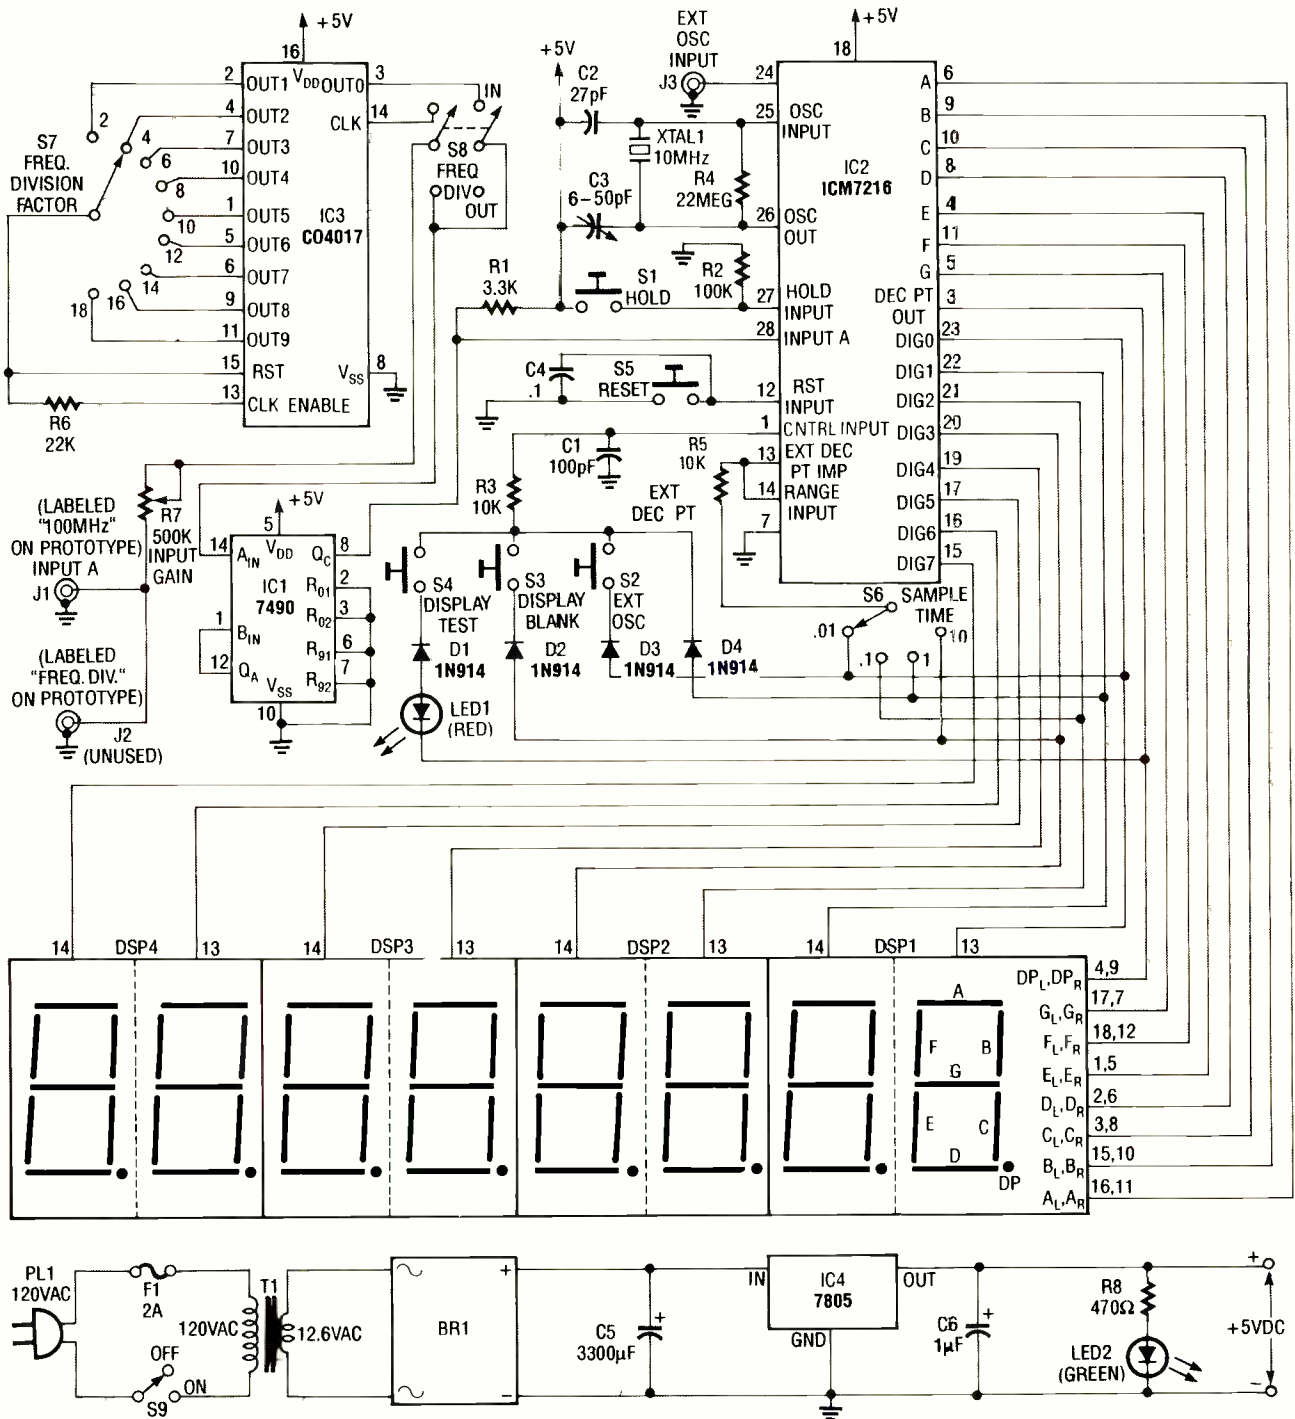 +5V
16
2 OUT1 VDD OUT0 3
4 OUT2 CLK 14
7 OUT3
10 OUT4
1 OUT5
5 OUT6
6 OUT7
9 OUT8
11 OUT9
15 RST VSS 8
13 CLK ENABLE
IC3
CO4017
S7
FREQ.
DIVISION
FACTOR
2
4
6
8
10
12
14
16
18
R6
22K
IN
S8
FREQ
DIV
OUT
+5V
C2
27pF
C3
6–50pF
XTAL1
10MHz
R4
22MEG
R1
3.3K
S1
HOLD
R2
100K
C4
.1
S5
RESET
C1
100pF
R3
10K
R5
10K
EXT
DEC PT
EXT
OSC
INPUT
J3
+5V
18
24
25 OSC
INPUT
26 OSC
OUT
27 HOLD
INPUT
28 INPUT A
12 RST
INPUT
1 CNTRL INPUT
13 EXT DEC
PT IMP
14 RANGE
INPUT
7
IC2
ICM7216
A 6
B 9
C 10
D 8
E 4
F 11
G 5
DEC PT 3
OUT
DIG0 23
DIG1 22
DIG2 21
DIG3 20
DIG4 19
DIG5 17
DIG6 16
DIG7 15
(LABELED
"100MHz"
ON PROTOTYPE)
INPUT A
J1
R7
500K
INPUT
GAIN
(LABELED
"FREQ. DIV."
ON PROTOTYPE)
J2
(UNUSED)
+5V
5
14 AIN VDD QC 8
IC1
7490
R01 2
R02 3
1 BIN
R91 6
12 QA
R92 7
VSS
10
S4
DISPLAY
TEST
S3
DISPLAY
BLANK
S2
EXT
OSC
D1
1N914
D2
1N914
D3
1N914
D4
1N914
LED1
(RED)
S6 SAMPLE
TIME
.01
.1
1
10
14 DSP4 13
14 DSP3 13
14 DSP2 13
14 DSP1 13
A
F B
G
E C
D
DP
DPL,DPR 4,9
GL,GR 17,7
FL,FR 18,12
EL,ER 1,5
DL,DR 2,6
CL,CR 3,8
BL,BR 15,10
AL,AR 16,11
PL1
120VAC
F1
2A
T1
120VAC
12.6VAC
OFF
ON
S9
BR1
+
–
C5
3300µF
+
IN IC4 OUT
7805
GND
C6
1µF
+
R8
470Ω
LED2
(GREEN)
+
+5VDC
–